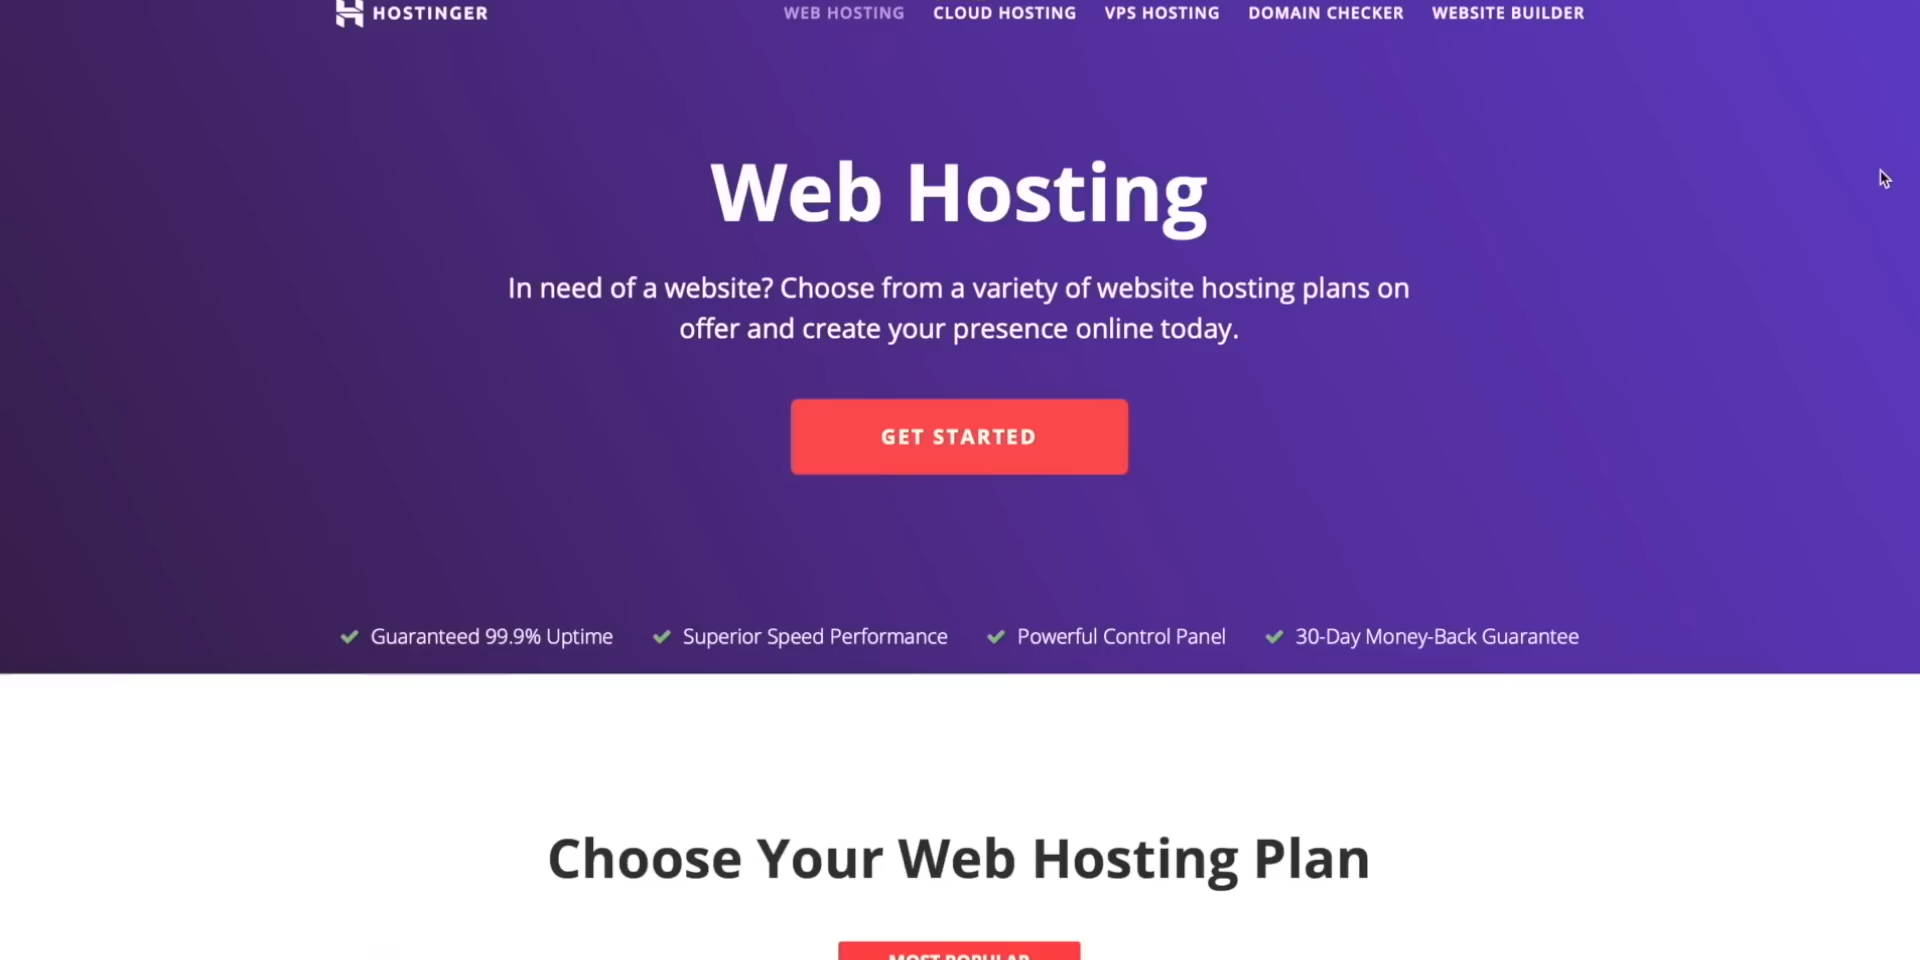 HOSTINGER
WEB HOSTING
CLOUD HOSTING
VPS HOSTING
DOMAIN CHECKER
WEBSITE BUILDER
Web Hosting
In need of a website? Choose from a variety of website hosting plans on
offer and create your presence online today.
GET STARTED
Guaranteed 99.9% Uptime
Superior Speed Performance
Powerful Control Panel
30-Day Money-Back Guarantee
Choose Your Web Hosting Plan
MOST POPULAR